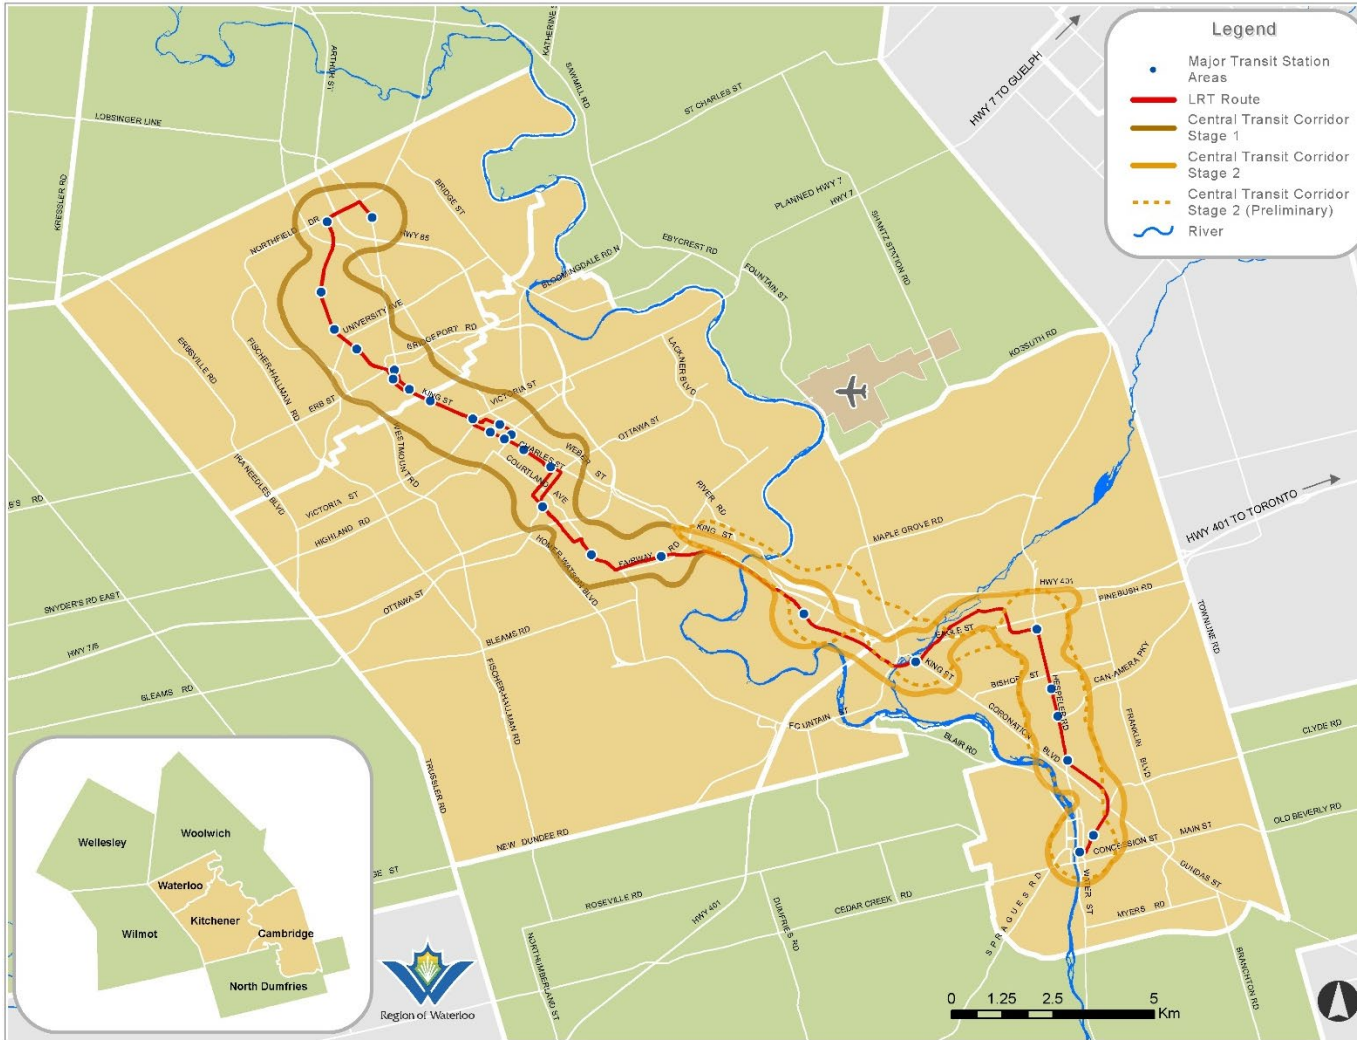 Legend
Major Transit Station
Areas
LRT Route
Central Transit Corridor
Stage 1
Central Transit Corridor
Stage 2
Central Transit Corridor
Stage 2 (Preliminary)
River
HWY 7 TO GUELPH
KATHERINE S
ARTHUR ST
SAWMILL RD
LOBSINGER LINE
ST CHARLES ST
KRESSLER RD
BRIDGE ST
PLANNED HWY 7
HWY 7
SHANTZ STATION RD
NORTHFIELD DR
HWY 85
EBYCREST RD
BLOOMINGDALE RD N
FOUNTAIN ST
UNIVERSITY AVE
BRIDGEPORT RD
ERBSVILLE RD
FISCHER-HALLMAN RD
LACKNER BLVD
KOSSUTH RD
KING ST
VICTORIA ST
ERB ST
WESTMOUNT RD
OTTAWA ST
WEBER ST
CHARLES ST
COURTLAND AVE
IRA NEEDLES BLVD
VICTORIA ST
HIGHLAND RD
RIVER RD
KING ST
MAPLE GROVE RD
HWY 401 TO TORONTO
'S RD
HOMER WATSON BLVD
FAIRWAY RD
OTTAWA ST
SNYDER'S RD EAST
HWY 401
PINEBUSH RD
TOWNLINE RD
HWY 7/8
BLEAMS RD
EAGLE ST
KING ST
BISHOP ST
HESPELER RD
CAN-AMERA PKY
BLEAMS RD
FISCHER-HALLMAN RD
FOUNTAIN ST
CORONATION BLVD
BLAIR RD
FRANKLIN BLVD
CLYDE RD
TRUSSLER RD
NEW DUNDEE RD
OLD BEVERLY RD
MAIN ST
CONCESSION ST
DUNDAS ST
GE ST
ROSEVILLE RD
CEDAR CREEK RD
SPRAGUES RD
WATER ST
MYERS RD
HWY 401
DUMFRIES RD
NORTHUMBERLAND ST
BRANCHTON RD
Wellesley
Woolwich
Waterloo
Kitchener
Wilmot
Cambridge
North Dumfries
Region of Waterloo
0 1.25 2.5 5
Km